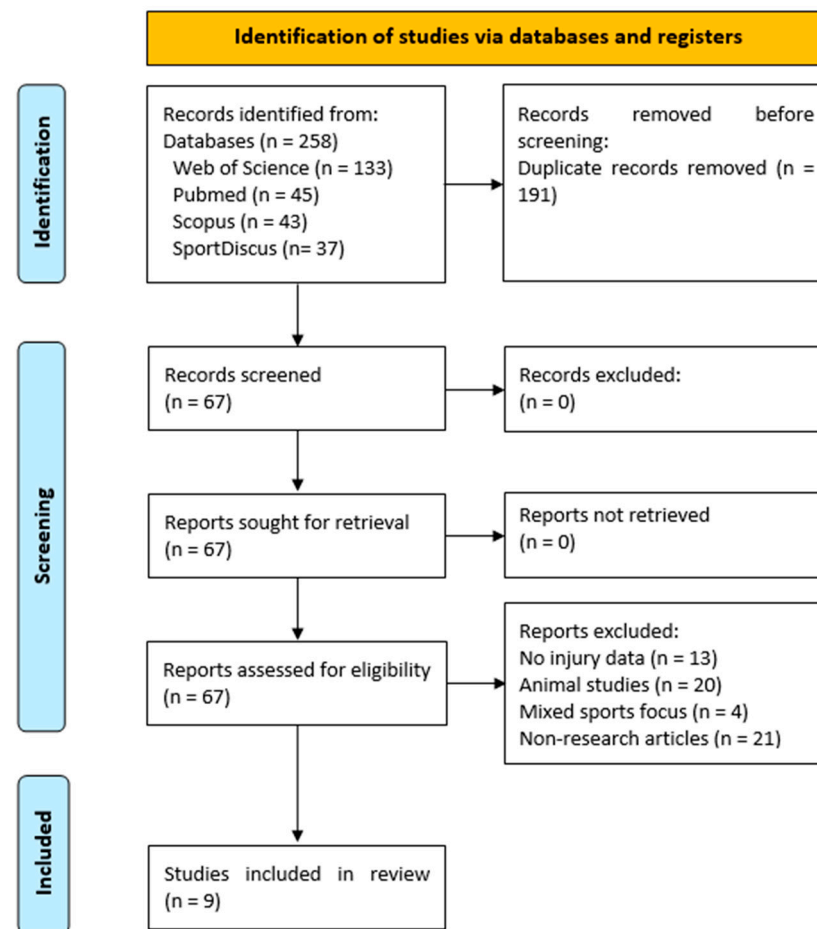 Identification of studies via databases and registers
Identification
Records identified from:
Databases (n = 258)
Web of Science (n = 133)
Pubmed (n = 45)
Scopus (n = 43)
SportDiscus (n= 37)
Records removed before
screening:
Duplicate records removed (n =
191)
Screening
Records screened
(n = 67)
Records excluded:
(n = 0)
Reports sought for retrieval
(n = 67)
Reports not retrieved
(n = 0)
Reports assessed for eligibility
(n = 67)
Reports excluded:
No injury data (n = 13)
Animal studies (n = 20)
Mixed sports focus (n = 4)
Non-research articles (n = 21)
Included
Studies included in review
(n = 9)